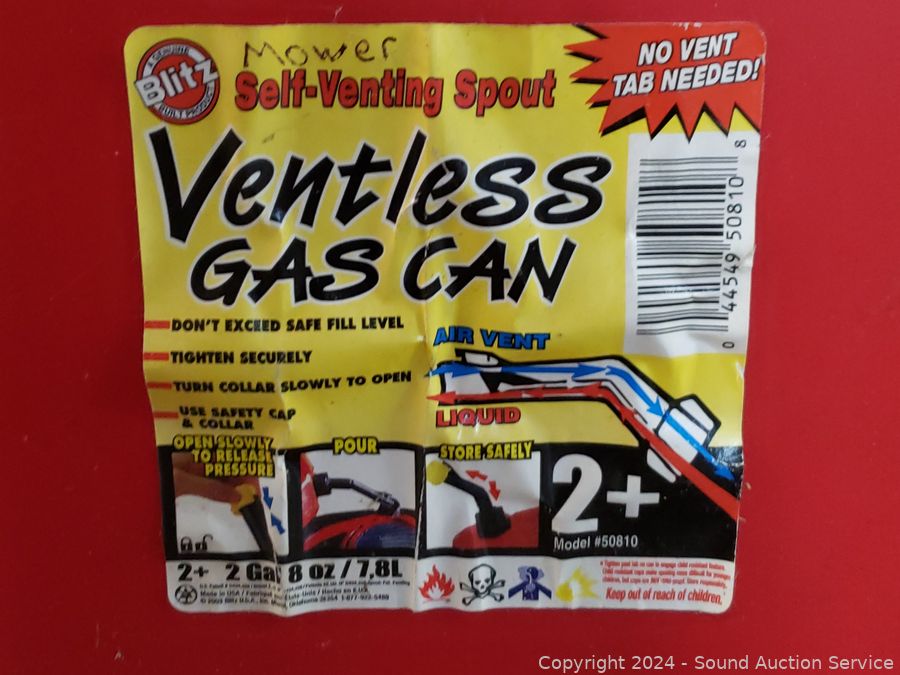 A GENUINE
Blitz
BUILT PRODUCT
Mower
Self-Venting Spout
NO VENT
TAB NEEDED!
Ventless
GAS CAN
0 44549 50810 8
DON'T EXCEED SAFE FILL LEVEL
TIGHTEN SECURELY
TURN COLLAR SLOWLY TO OPEN
USE SAFETY CAP
& COLLAR
AIR VENT
LIQUID
OPEN SLOWLY
TO RELEASE
PRESSURE
POUR
STORE SAFELY
2+
Model #50810
2+ 2 Gal 8 oz / 7,8L
Made in USA
Keep out of reach of children.
Copyright 2024 - Sound Auction Service